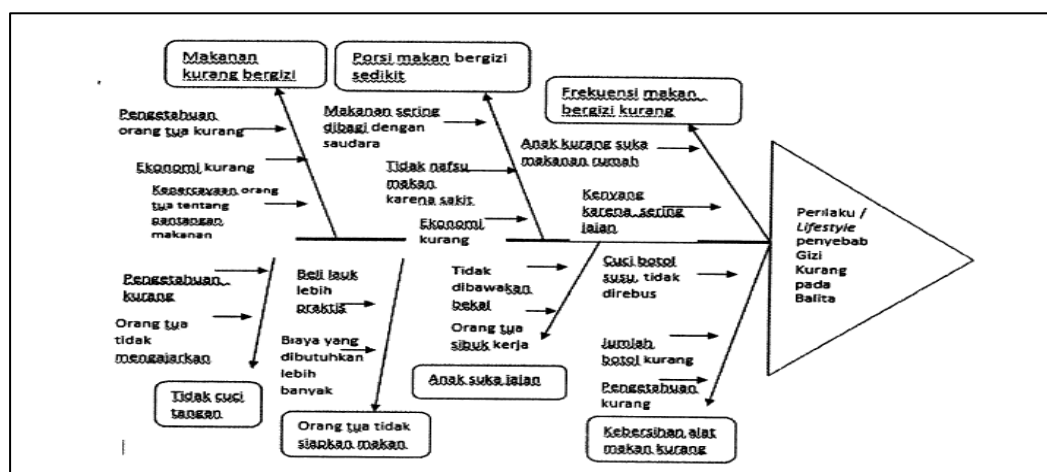 Makanan
kurang bergizi
Porsi makan bergizi
sedikit
Frekuensi makan
bergizi kurang
Pengetahuan
orang tua kurang
Ekonomi kurang
Kepercayaan orang
tua tentang
pantangan
makanan
Makanan sering
dibagi dengan
saudara
Tidak nafsu
makan
karena sakit
Ekonomi
kurang
Anak kurang suka
makanan rumah
Kenyang
karena sering
jalan
Perilaku /
Lifestyle
penyebab
Gizi
Kurang
pada
Balita
Pengetahuan
kurang
Orang tua
tidak
mengajarkan
Tidak cuci
tangan
Beli lauk
lebih
praktis
Biaya yang
dibutuhkan
lebih
banyak
Orang tua tidak
siapkan makan
Tidak
dibawakan
bekal
Orang tua
sibuk kerja
Anak suka jalan
Cuci botol
susu, tidak
direbus
Jumlah
botol kurang
Pengetahuan
kurang
Kebersihan alat
makan kurang